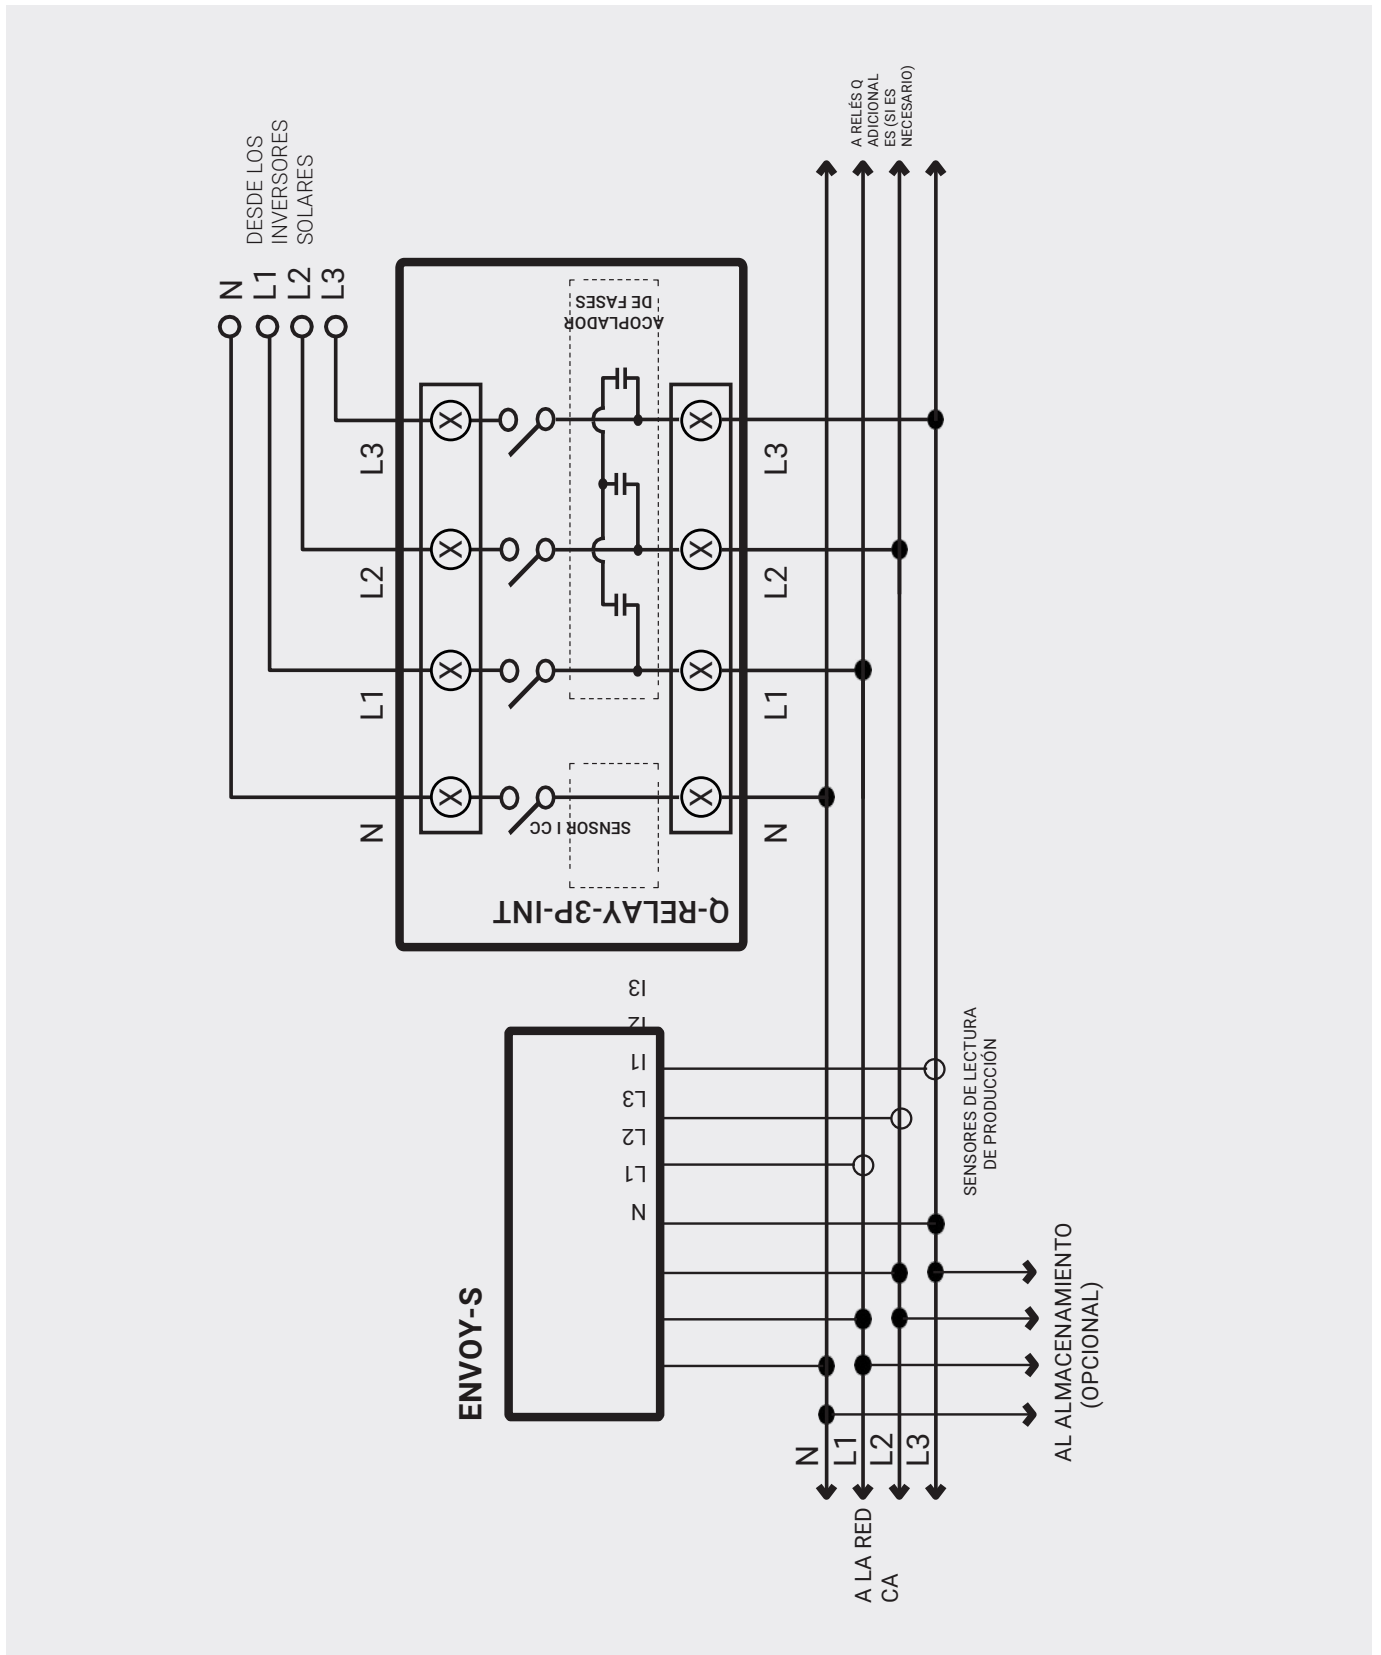 DESDE LOS
INVERSORES
SOLARES
N
L1
L2
L3
A RELÉS Q
ADICIONAL
ES (SI ES
NECESARIO)
ACOPLADOR
DE FASES
L3
L2
L1
N
L3
L2
L1
N
SENSOR I CC
Q-RELAY-3P-INT
I3
I2
I1
L3
L2
L1
N
ENVOY-S
SENSORES DE LECTURA
DE PRODUCCIÓN
AL ALMACENAMIENTO
(OPCIONAL)
N
L1
L2
L3
A LA RED
CA